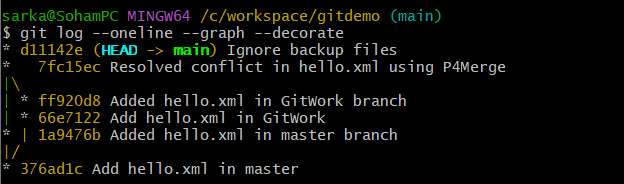 sarka@SohamPC MINGW64 /c/workspace/gitdemo (main)
$ git log --oneline --graph --decorate
* d11142e (HEAD -> main) Ignore backup files
*   7fc15ec Resolved conflict in hello.xml using P4Merge
|\
| * ff920d8 Added hello.xml in GitWork branch
| * 66e7122 Add hello.xml in GitWork
* | 1a9476b Added hello.xml in master branch
|/
* 376ad1c Add hello.xml in master